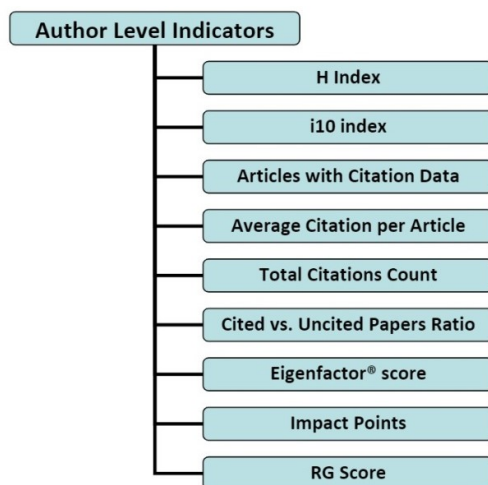 Author Level Indicators
H Index
i10 index
Articles with Citation Data
Average Citation per Article
Total Citations Count
Cited vs. Uncited Papers Ratio
Eigenfactor® score
Impact Points
RG Score